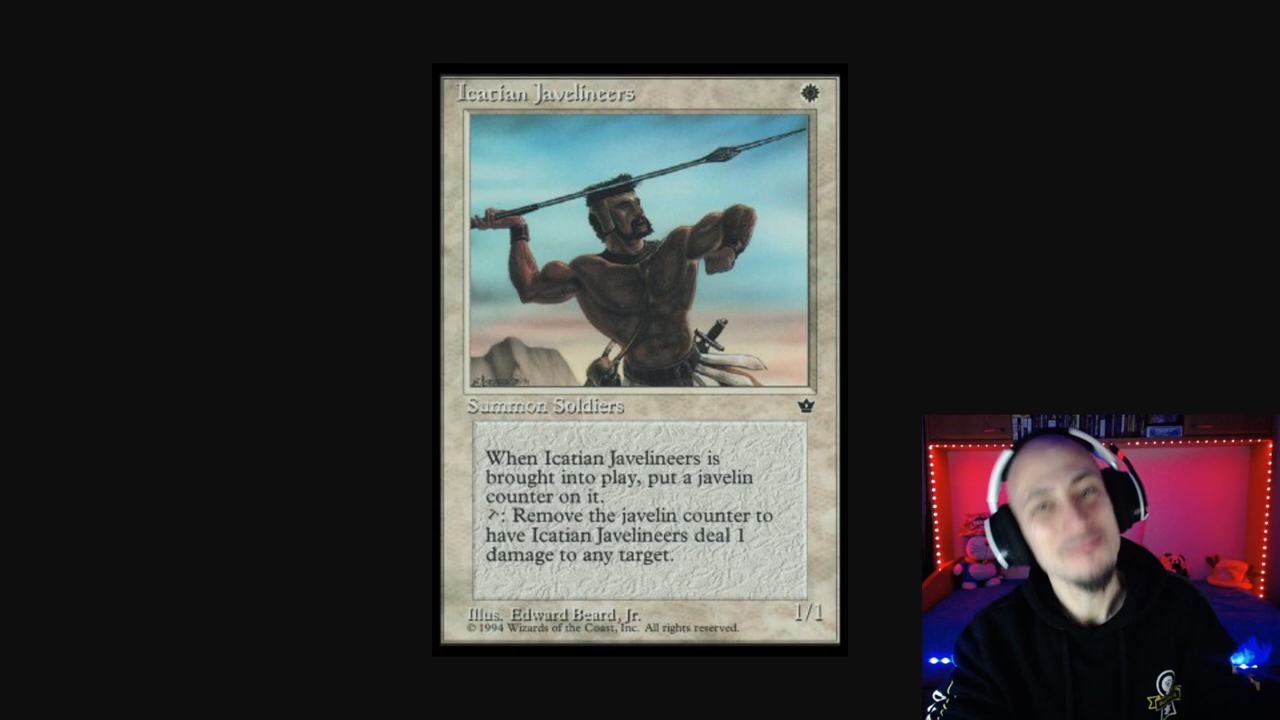 Icatian Javelineers
Summon Soldiers
When Icatian Javelineers is
brought into play, put a javelin
counter on it.
: Remove the javelin counter to
have Icatian Javelineers deal 1
damage to any target.
Illus. Edward Beard, Jr.
1/1
© 1994 Wizards of the Coast, Inc. All rights reserved.